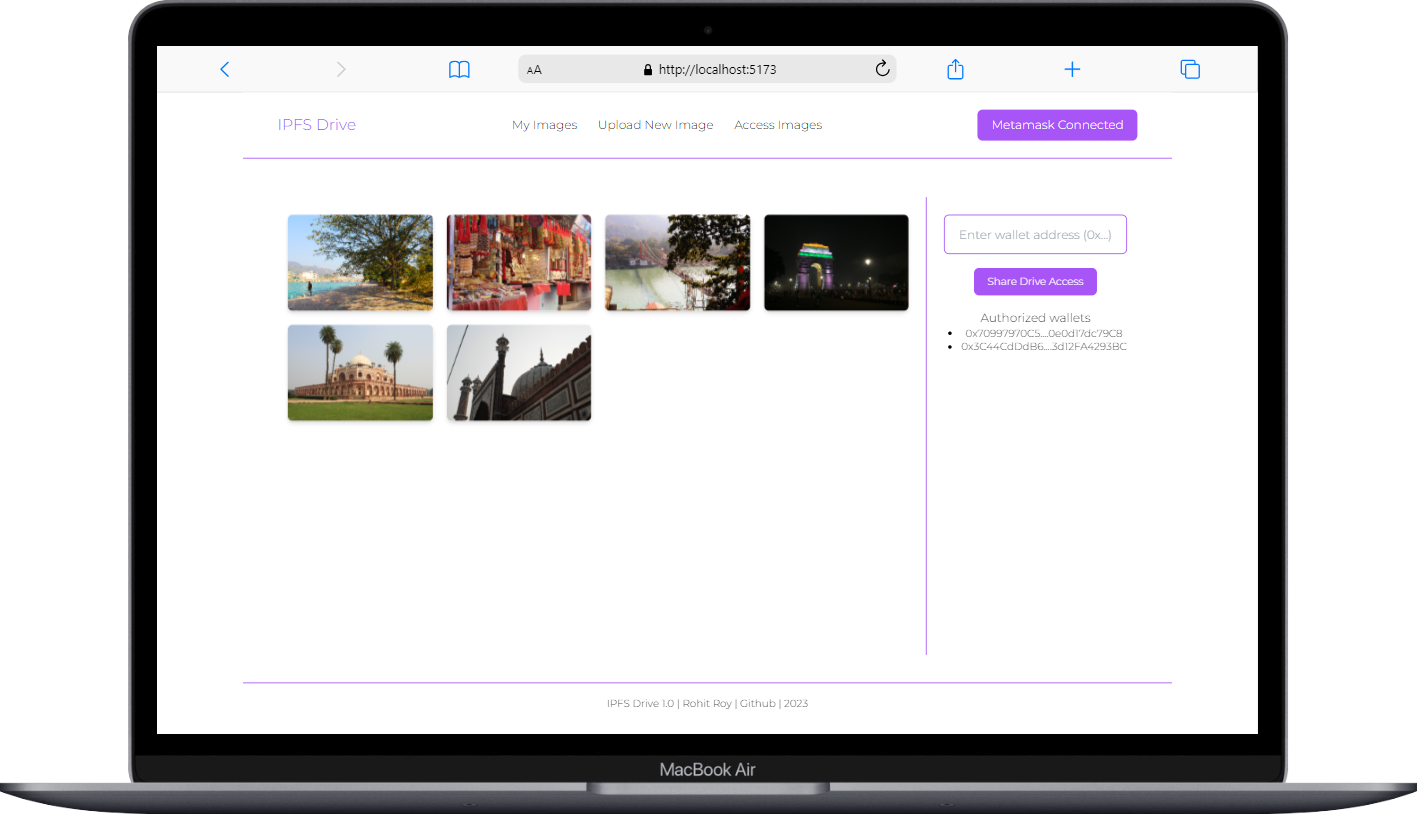 AA http://localhost:5173
IPFS Drive My Images Upload New Image Access Images Metamask Connected
Enter wallet address (0x...)
Share Drive Access
Authorized wallets
0x70997970C5....0e0d17dc79C8
0x3C44CdDdB6....3d12FA4293BC
IPFS Drive 1.0 | Rohit Roy | Github | 2023
MacBook Air